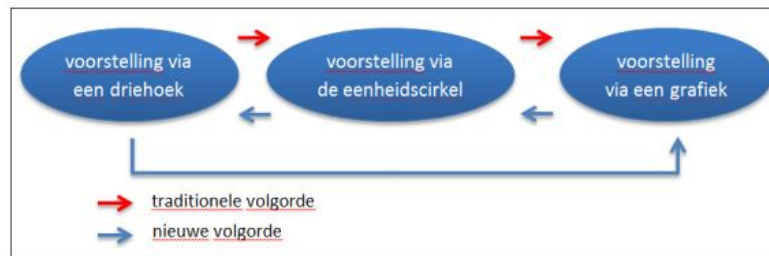 voorstelling via
een driehoek
voorstelling via
de eenheidscirkel
voorstelling
via een grafiek
traditionele volgorde
nieuwe volgorde